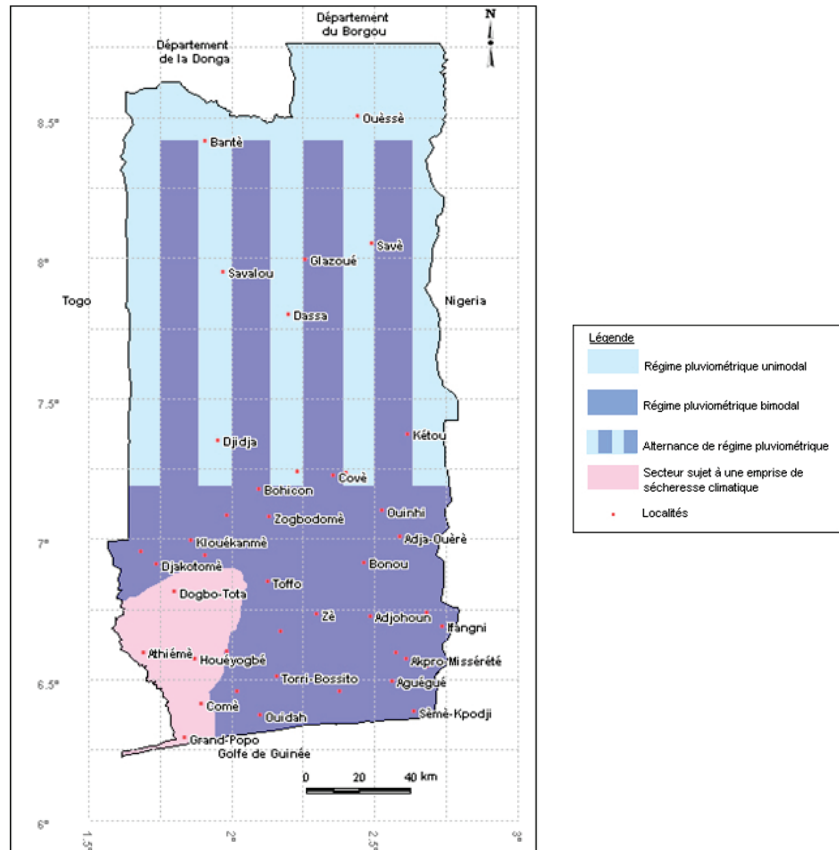 Département
du Borgou
N
Département
de la Donga
8.5°
Ouèssè
Bantè
8°
Savè
Glazoué
Savalou
Togo
Nigeria
Dassa
7.5°
Kétou
Djidja
Covè
Bohicon
Ouinhi
Zogbodomè
7°
Klouékanmè
Adja-Ouèrè
Djakotomè
Bonou
Toffo
Dogbo-Tota
Zè
Adjohoun
Ifangni
Athiémè
Houéyogbé
Akpro-Missérété
6.5°
Torri-Bossito
Aguégué
Comè
Ouidah
Sèmè-Kpodji
Grand-Popo
Golfe de Guinée
0 20 40 km
6°
1.5° 2° 2.5° 3°
Légende
Régime pluviométrique unimodal
Régime pluviométrique bimodal
Alternance de régime pluviométrique
Secteur sujet à une emprise de
sécheresse climatique
Localités